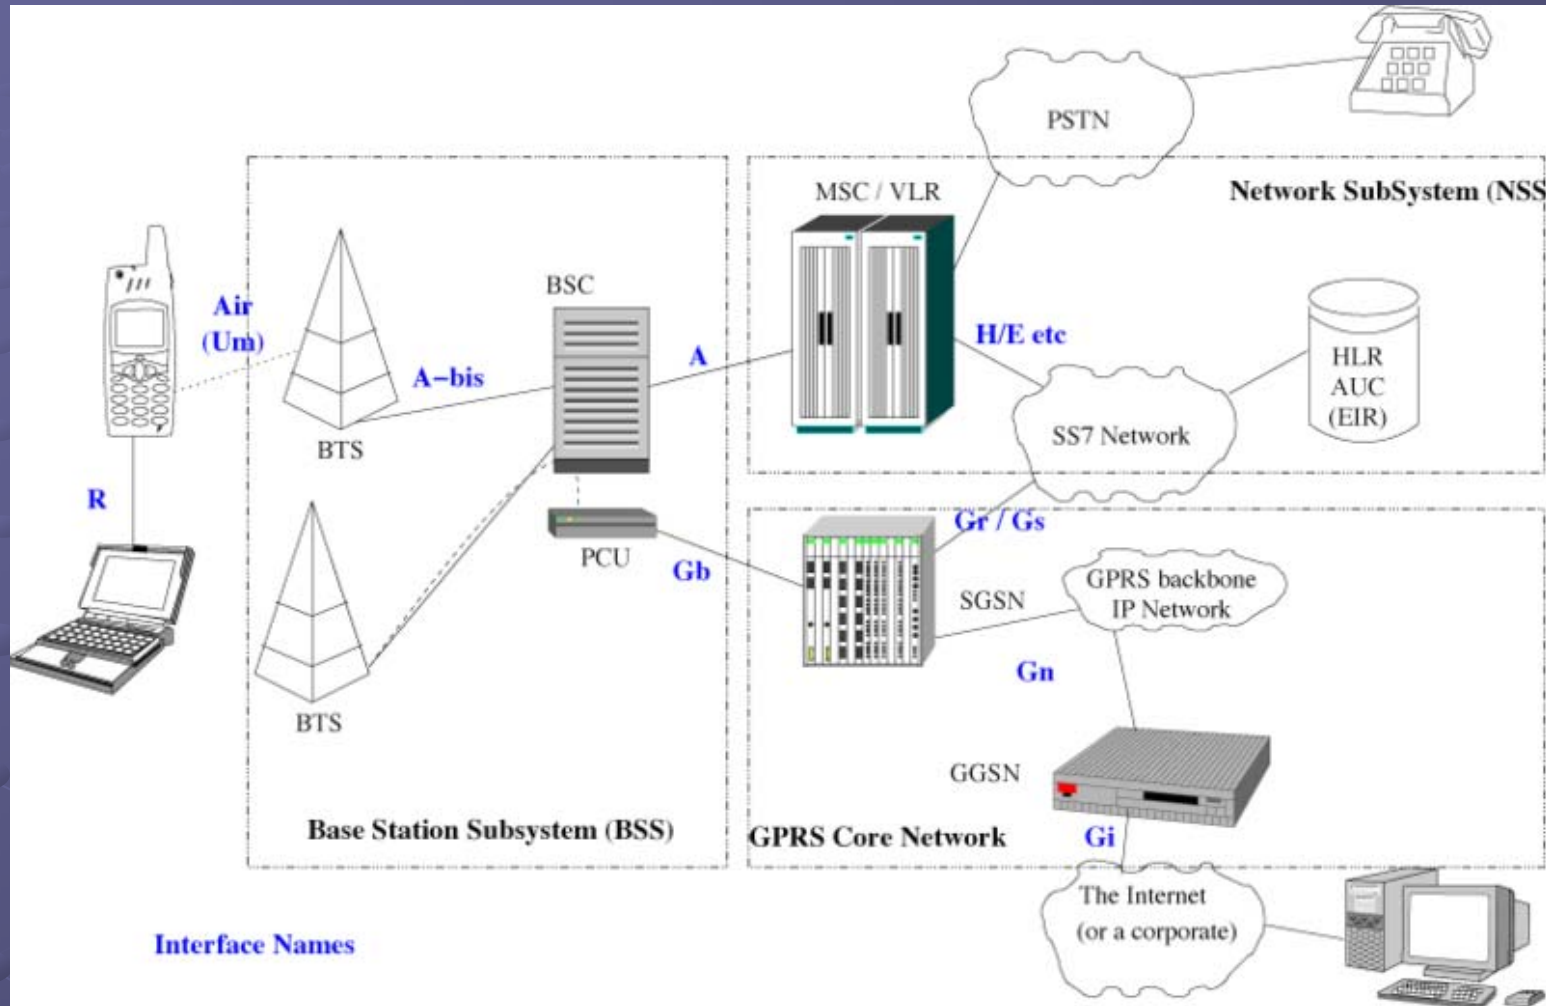 PSTN
MSC / VLR
Network SubSystem (NSS
BSC
Air
(Um)
A-bis
A
H/E etc
HLR
AUC
(EIR)
BTS
SS7 Network
R
Gr / Gs
PCU
Gb
SGSN
GPRS backbone
IP Network
Gn
BTS
GGSN
Base Station Subsystem (BSS)
GPRS Core Network
Gi
The Internet
(or a corporate)
Interface Names